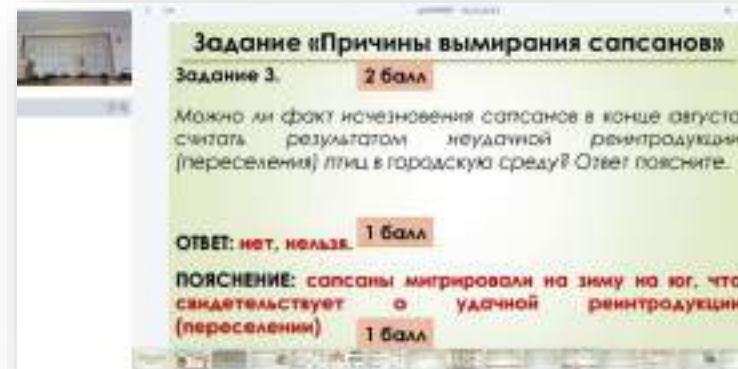 Задание «Причины вымирания сапсанов»
Задание 3. 2 балл
Можно ли факт исчезновения сапсанов в конце августа
считать результатом неудачной реинтродукции
(переселения) птиц в городскую среду? Ответ поясните.
ОТВЕТ: нет, нельзя. 1 балл
ПОЯСНЕНИЕ: сапсаны мигрировали на зиму на юг, что
свидетельствует о удачной реинтродукции
(переселении) 1 балл